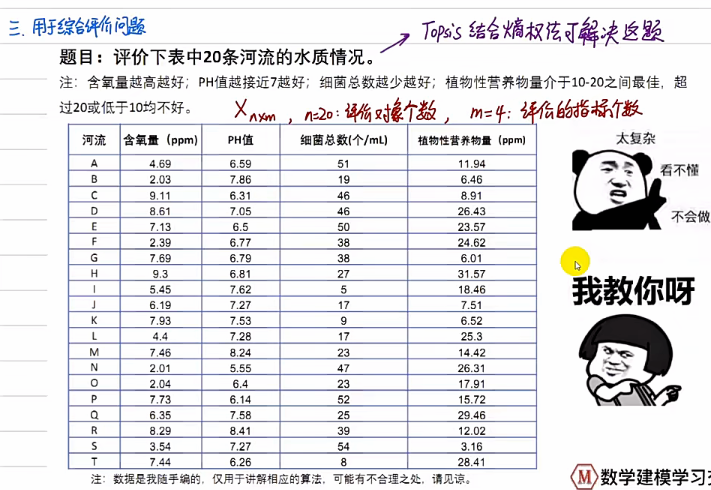 三. 用于综合评价问题
题目：评价下表中20条河流的水质情况。
Topsis 结合熵权法可解决这题
注：含氧量越高越好；PH值越接近7越好；细菌总数越少越好；植物性营养物量介于10-20之间最佳，超
过20或低于10均不好。
Xn×m , n=20: 评价对象个数, m=4: 评价的指标个数
河流 含氧量（ppm） PH值 细菌总数(个/mL) 植物性营养物量（ppm）
A 4.69 6.59 51 11.94
B 2.03 7.86 19 6.46
C 9.11 6.31 46 8.91
D 8.61 7.05 46 26.43
E 7.13 6.5 50 23.57
F 2.39 6.77 38 24.62
G 7.69 6.79 38 6.01
H 9.3 6.81 27 31.57
I 5.45 7.62 5 18.46
J 6.19 7.27 17 7.51
K 7.93 7.53 9 6.52
L 4.4 7.28 17 25.3
M 7.46 8.24 23 14.42
N 2.01 5.55 47 26.31
O 2.04 6.4 23 17.91
P 7.73 6.14 52 15.72
Q 6.35 7.58 25 29.46
R 8.29 8.41 39 12.02
S 3.54 7.27 54 3.16
T 7.44 6.26 8 28.41
注：数据是我随手编的，仅用于讲解相应的算法，可能有不合理之处，请见谅。
太复杂
看不懂
不会做
我教你呀
M 数学建模学习